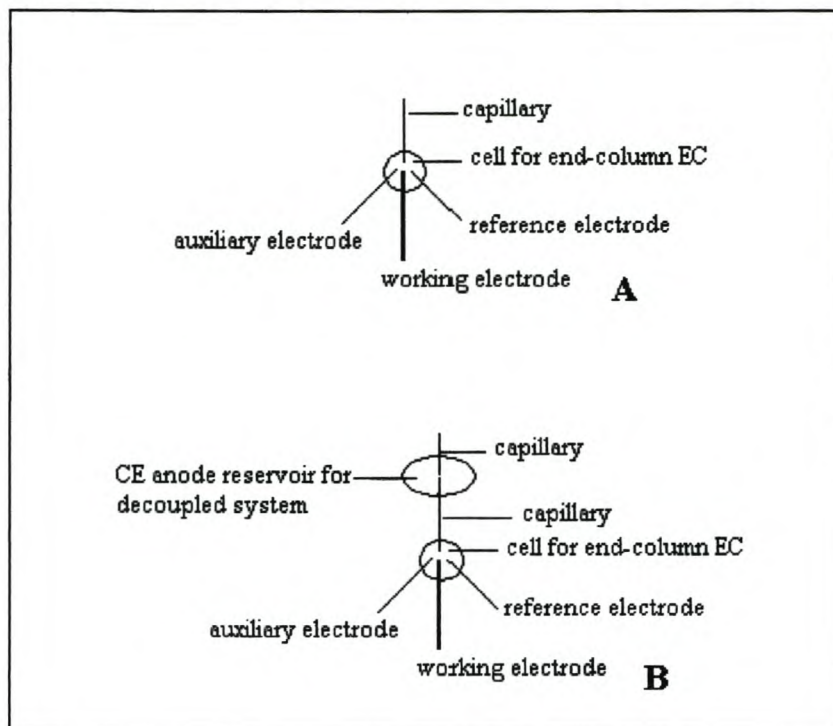 capillary
cell for end-column EC
auxiliary electrode
reference electrode
working electrode
A
capillary
CE anode reservoir for
decoupled system
capillary
cell for end-column EC
auxiliary electrode
reference electrode
working electrode
B